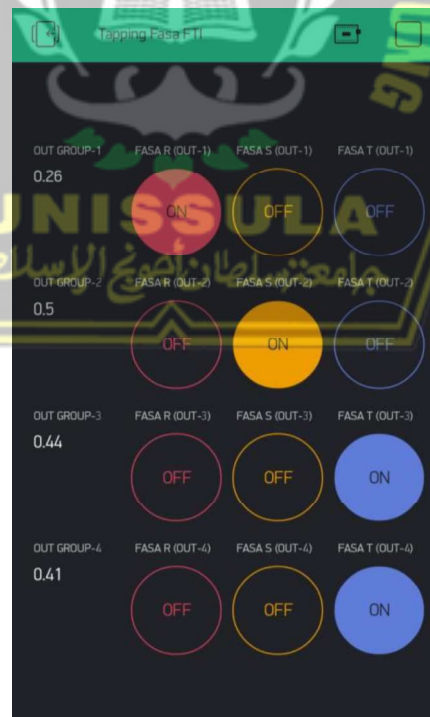 Tapping Fasa FTI
OUT GROUP-1 FASA R (OUT-1) FASA S (OUT-1) FASA T (OUT-1)
0.26
ON OFF OFF
UNISSULA
OUT GROUP-2 FASA R (OUT-2) FASA S (OUT-2) FASA T (OUT-2)
0.5
OFF ON OFF
OUT GROUP-3 FASA R (OUT-3) FASA S (OUT-3) FASA T (OUT-3)
0.44
OFF OFF ON
OUT GROUP-4 FASA R (OUT-4) FASA S (OUT-4) FASA T (OUT-4)
0.41
OFF OFF ON